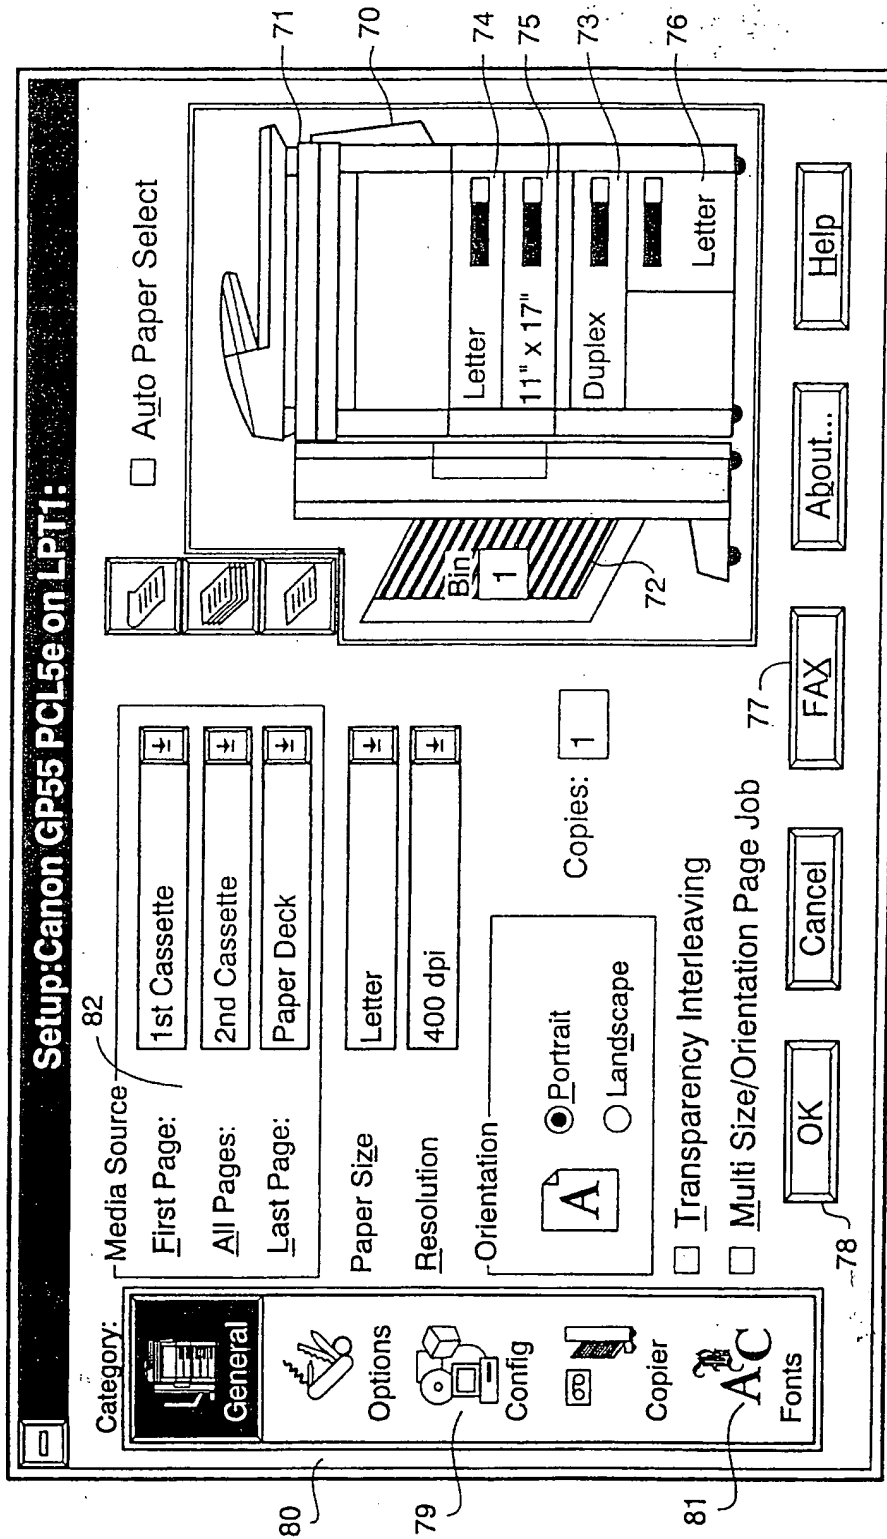 Setup:Canon GP55 PCL5e on LPT1:
Category:
General
Options
Config
Copier
A C
Fonts
80
79
81
Media Source
82
First Page:
1st Cassette
All Pages:
2nd Cassette
Last Page:
Paper Deck
Paper Size
Letter
Resolution
400 dpi
Orientation
A
Portrait
Landscape
Copies:
1
Transparency Interleaving
Multi Size/Orientation Page Job
Auto Paper Select
Bin
1
72
Letter
11" x 17"
Duplex
Letter
71
70
74
75
73
76
OK
78
Cancel
FAX
77
About...
Help